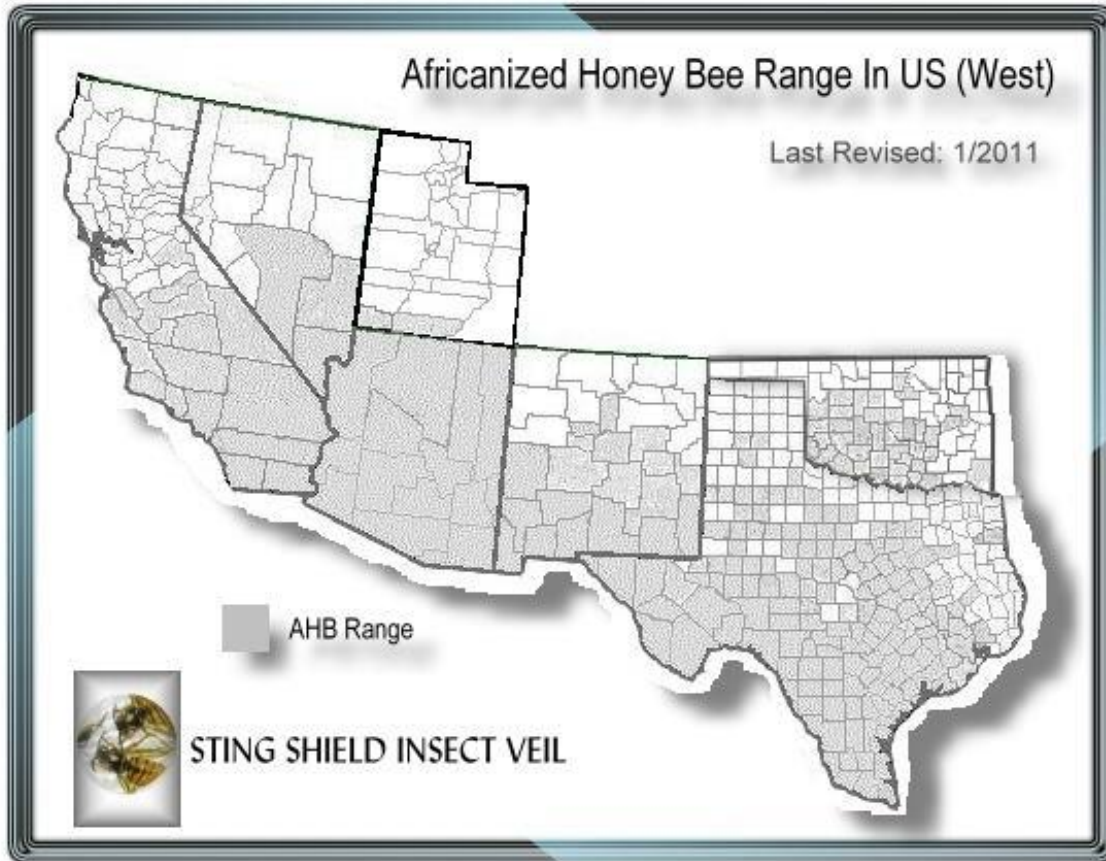 Africanized Honey Bee Range In US (West)
Last Revised: 1/2011
AHB Range
STING SHIELD INSECT VEIL